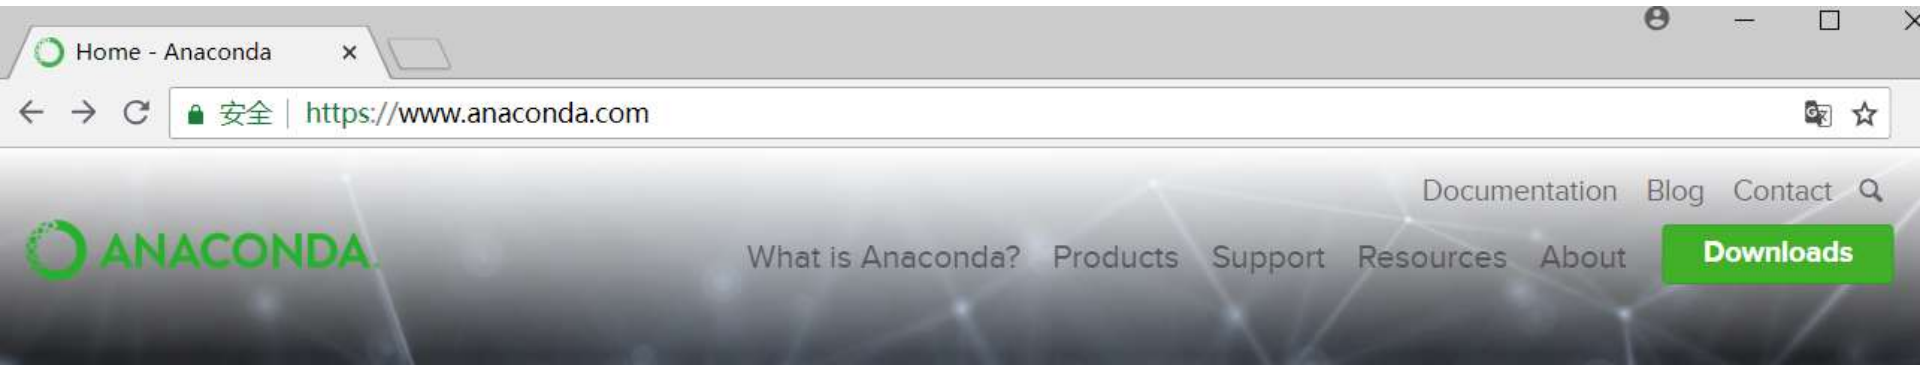 Home - Anaconda
安全 | https://www.anaconda.com
Documentation Blog Contact
ANACONDA.
What is Anaconda? Products Support Resources About Downloads